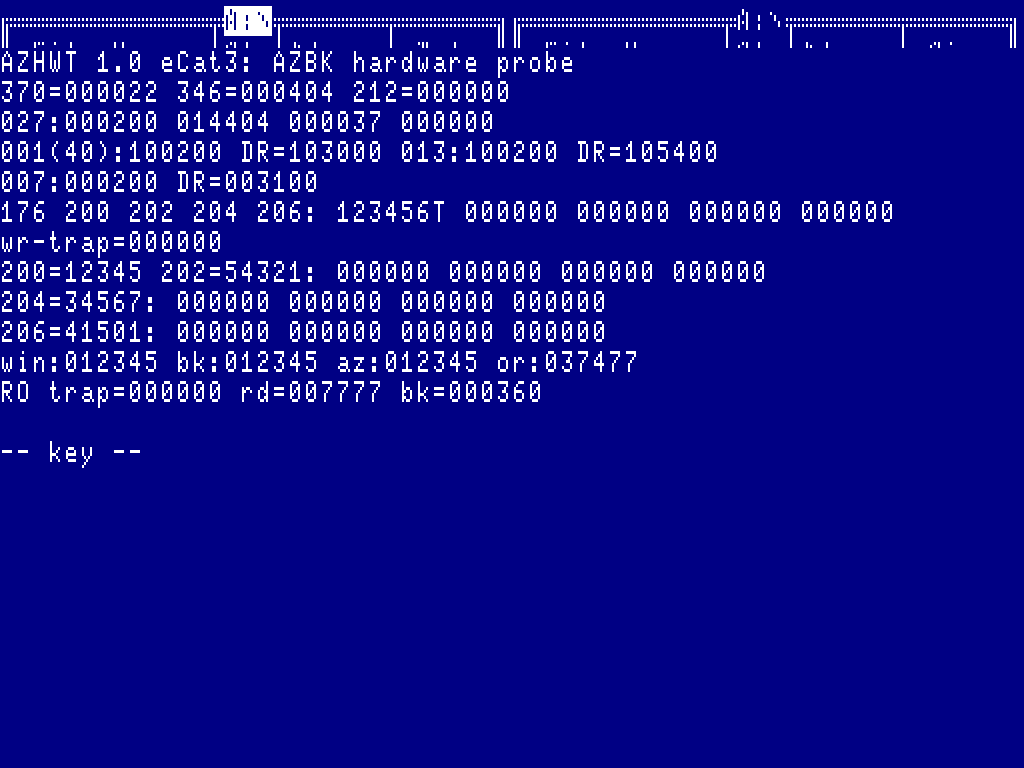 AZHWT 1.0 eCat3: AZBK hardware probe
370=000022 346=000404 212=000000
027:000200 014404 000037 000000
001(40):100200 DR=103000 013:100200 DR=105400
007:000200 DR=003100
176 200 202 204 206: 123456T 000000 000000 000000 000000
wr-trap=000000
200=12345 202=54321: 000000 000000 000000 000000
204=34567: 000000 000000 000000 000000
206=41501: 000000 000000 000000 000000
win:012345 bk:012345 az:012345 or:037477
RO trap=000000 rd=007777 bk=000360
-- key --